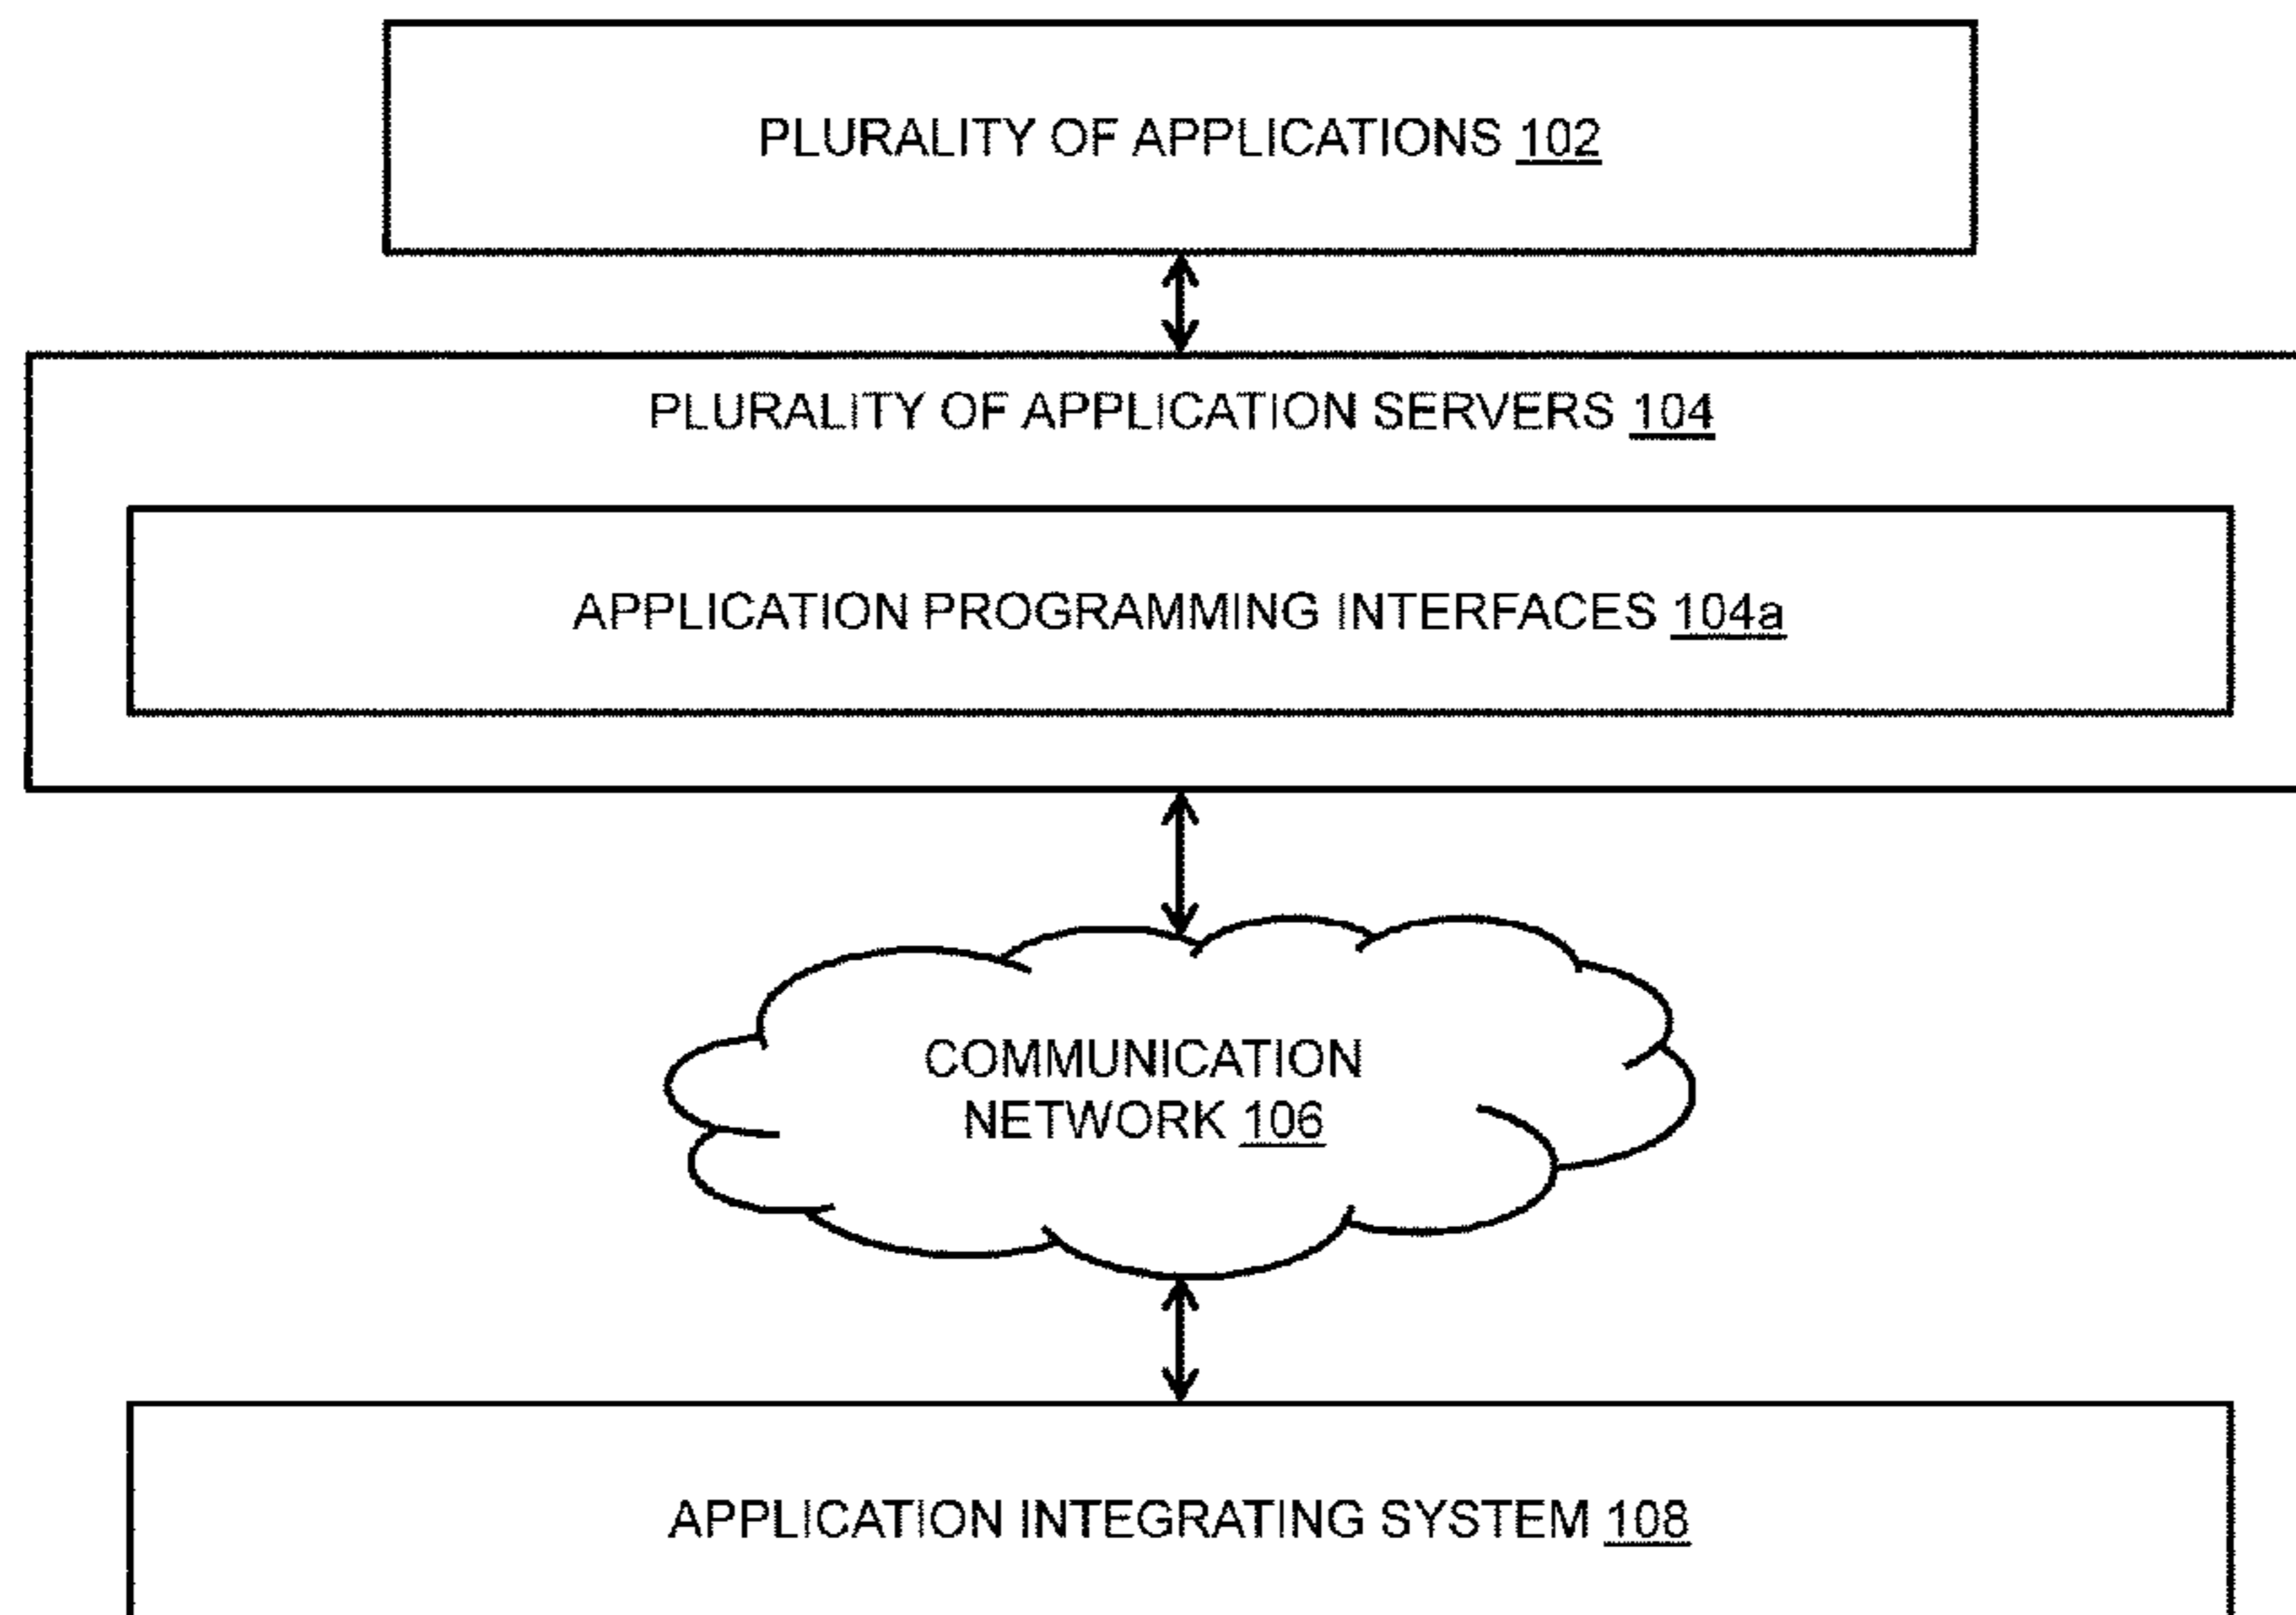 PLURALITY OF APPLICATIONS 102
PLURALITY OF APPLICATION SERVERS 104
APPLICATION PROGRAMMING INTERFACES 104a
COMMUNICATION
NETWORK 106
APPLICATION INTEGRATING SYSTEM 108